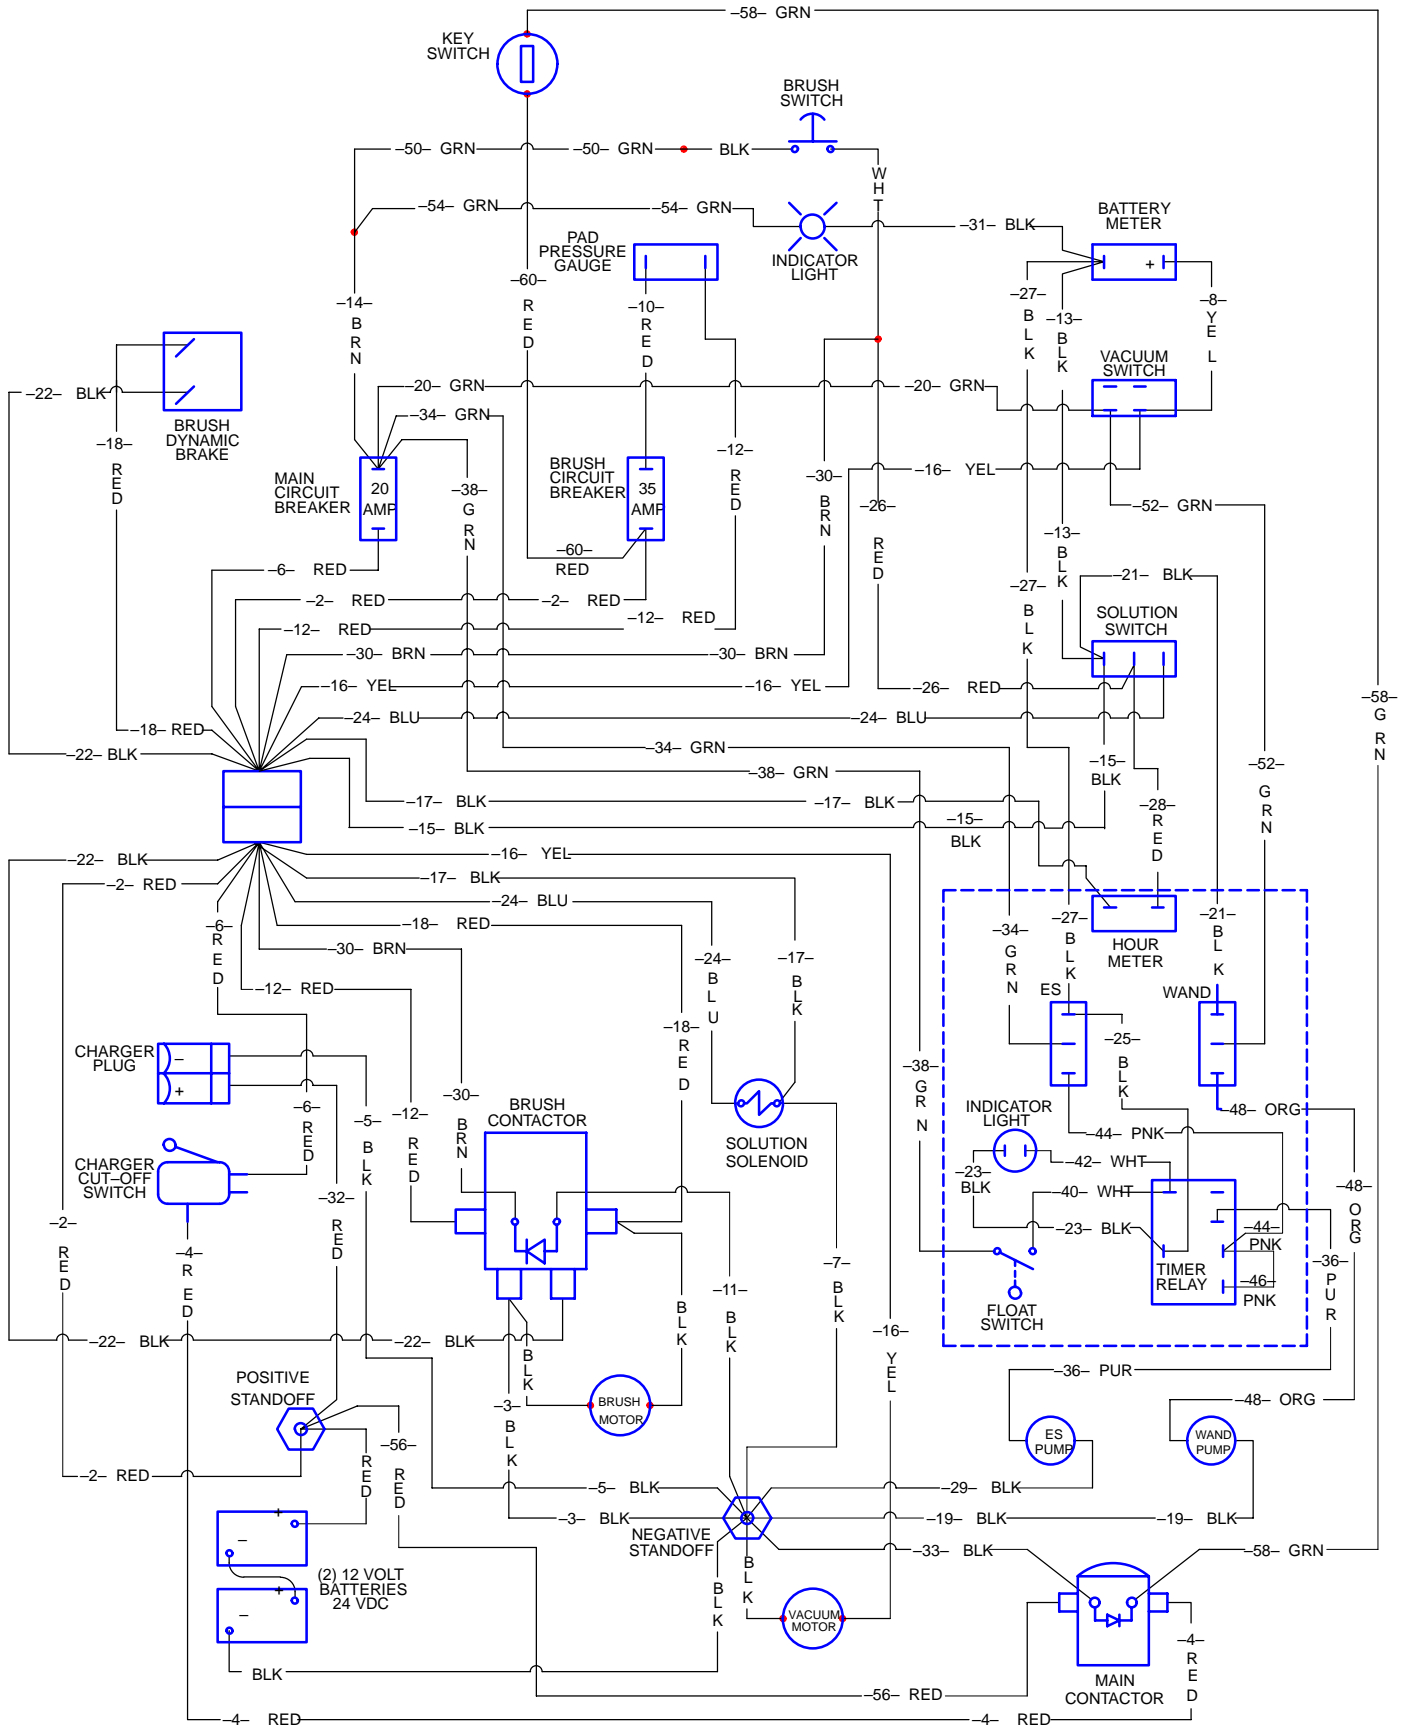 –58– GRN
KEY
SWITCH
BRUSH
SWITCH
–50– GRN
–50– GRN
BLK
WHT
–54– GRN
–54– GRN
INDICATOR
LIGHT
–31– BLK
BATTERY
METER
+
PAD
PRESSURE
GAUGE
–60–
RED
–10–
RED
–14–
BRN
–27–
BLK
–13–
BLK
–8–
YEL
VACUUM
SWITCH
–22– BLK
–18–
RED
BRUSH
DYNAMIC
BRAKE
–20– GRN
–20– GRN
–34– GRN
–38–
GRN
MAIN
CIRCUIT
BREAKER
20
AMP
BRUSH
CIRCUIT
BREAKER
35
AMP
–12–
RED
–30–
BRN
–16– YEL
–26–
RED
–52– GRN
–13–
BLK
–60–
RED
–6– RED
–21– BLK
–27–
BLK
–2– RED
–2– RED
–12– RED
–12– RED
SOLUTION
SWITCH
–30– BRN
–30– BRN
–16– YEL
–16– YEL
–26– RED
–24– BLU
–24– BLU
–58–
GRN
–18– RED
–22– BLK
–34– GRN
–38– GRN
–15–
BLK
–52–
GRN
–17– BLK
–17– BLK
–28–
RED
–15– BLK
–15–
BLK
–22– BLK
–2– RED
–16– YEL
–17– BLK
–24– BLU
–18– RED
–6–
RED
–30– BRN
–12– RED
–24–
BLU
–17–
BLK
–18–
RED
–34–
GRN
–27–
BLK
HOUR
METER
–21–
BLK
ES
WAND
CHARGER
PLUG
–
+
–5–
BLK
–6–
RED
–12–
RED
–30–
BRN
BRUSH
CONTACTOR
SOLUTION
SOLENOID
–38–
GRN
–25–
BLK
–48– ORG
INDICATOR
LIGHT
–44– PNK
–42– WHT
–23–
BLK
–40– WHT
–23– BLK
–48–
ORG
CHARGER
CUT–OFF
SWITCH
–32–
RED
–2–
RED
–4–
RED
–44–
PNK
–46–
PNK
TIMER
RELAY
–36–
PUR
FLOAT
SWITCH
–7–
BLK
–11–
BLK
BLK
–16–
YEL
–22– BLK
–22– BLK
BLK
–3–
BLK
BRUSH
MOTOR
POSITIVE
STANDOFF
–56–
RED
RED
–36– PUR
–48– ORG
ES
PUMP
WAND
PUMP
–2– RED
–5– BLK
–3– BLK
–29– BLK
–19– BLK
–19– BLK
NEGATIVE
STANDOFF
–33– BLK
–58– GRN
+
–
+
–
(2) 12 VOLT
BATTERIES
24 VDC
BLK
BLK
VACUUM
MOTOR
–4–
RED
BLK
–56– RED
MAIN
CONTACTOR
–4– RED
–4– RED